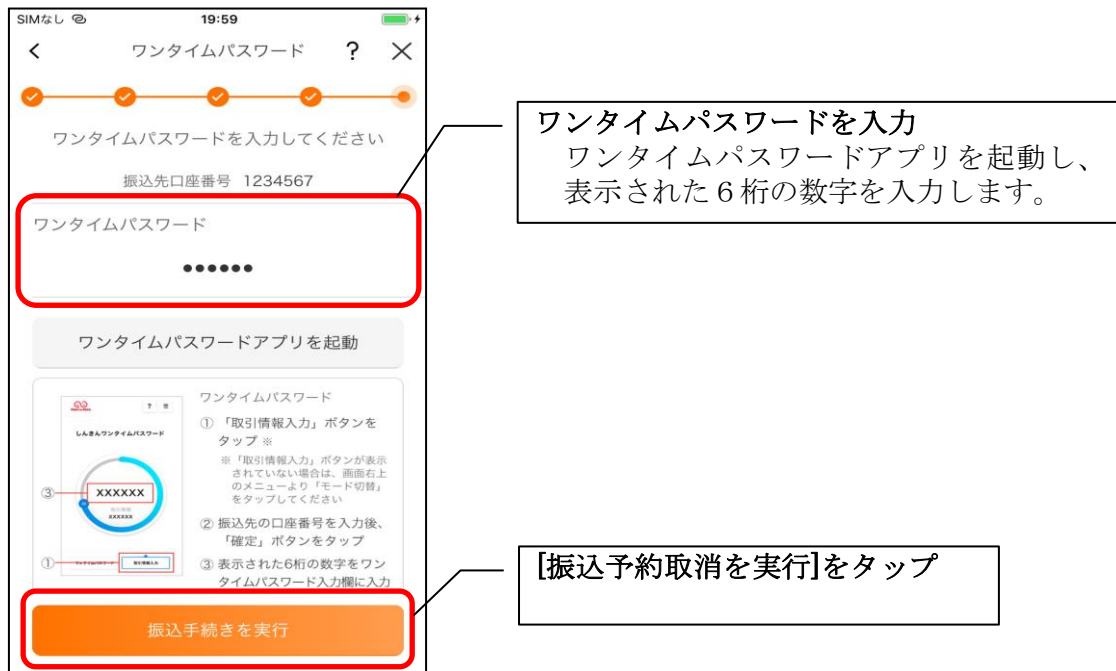 SIMなし 19:59
ワンタイムパスワード ?
ワンタイムパスワードを入力してください
振込先口座番号 1234567
ワンタイムパスワード
••••••
ワンタイムパスワードアプリを起動
? ≡
しんきんワンタイムパスワード
③
XXXXXX
XXXXXX
①
取引情報入力
ワンタイムパスワード
① 「取引情報入力」ボタンを
タップ ※
※「取引情報入力」ボタンが表示
されていない場合は、画面右上
のメニューより「モード切替」
をタップしてください
② 振込先の口座番号を入力後、
「確定」ボタンをタップ
③ 表示された6桁の数字をワン
タイムパスワード入力欄に入力
振込手続きを実行
ワンタイムパスワードを入力
ワンタイムパスワードアプリを起動し、
表示された6桁の数字を入力します。
[振込予約取消を実行]をタップ